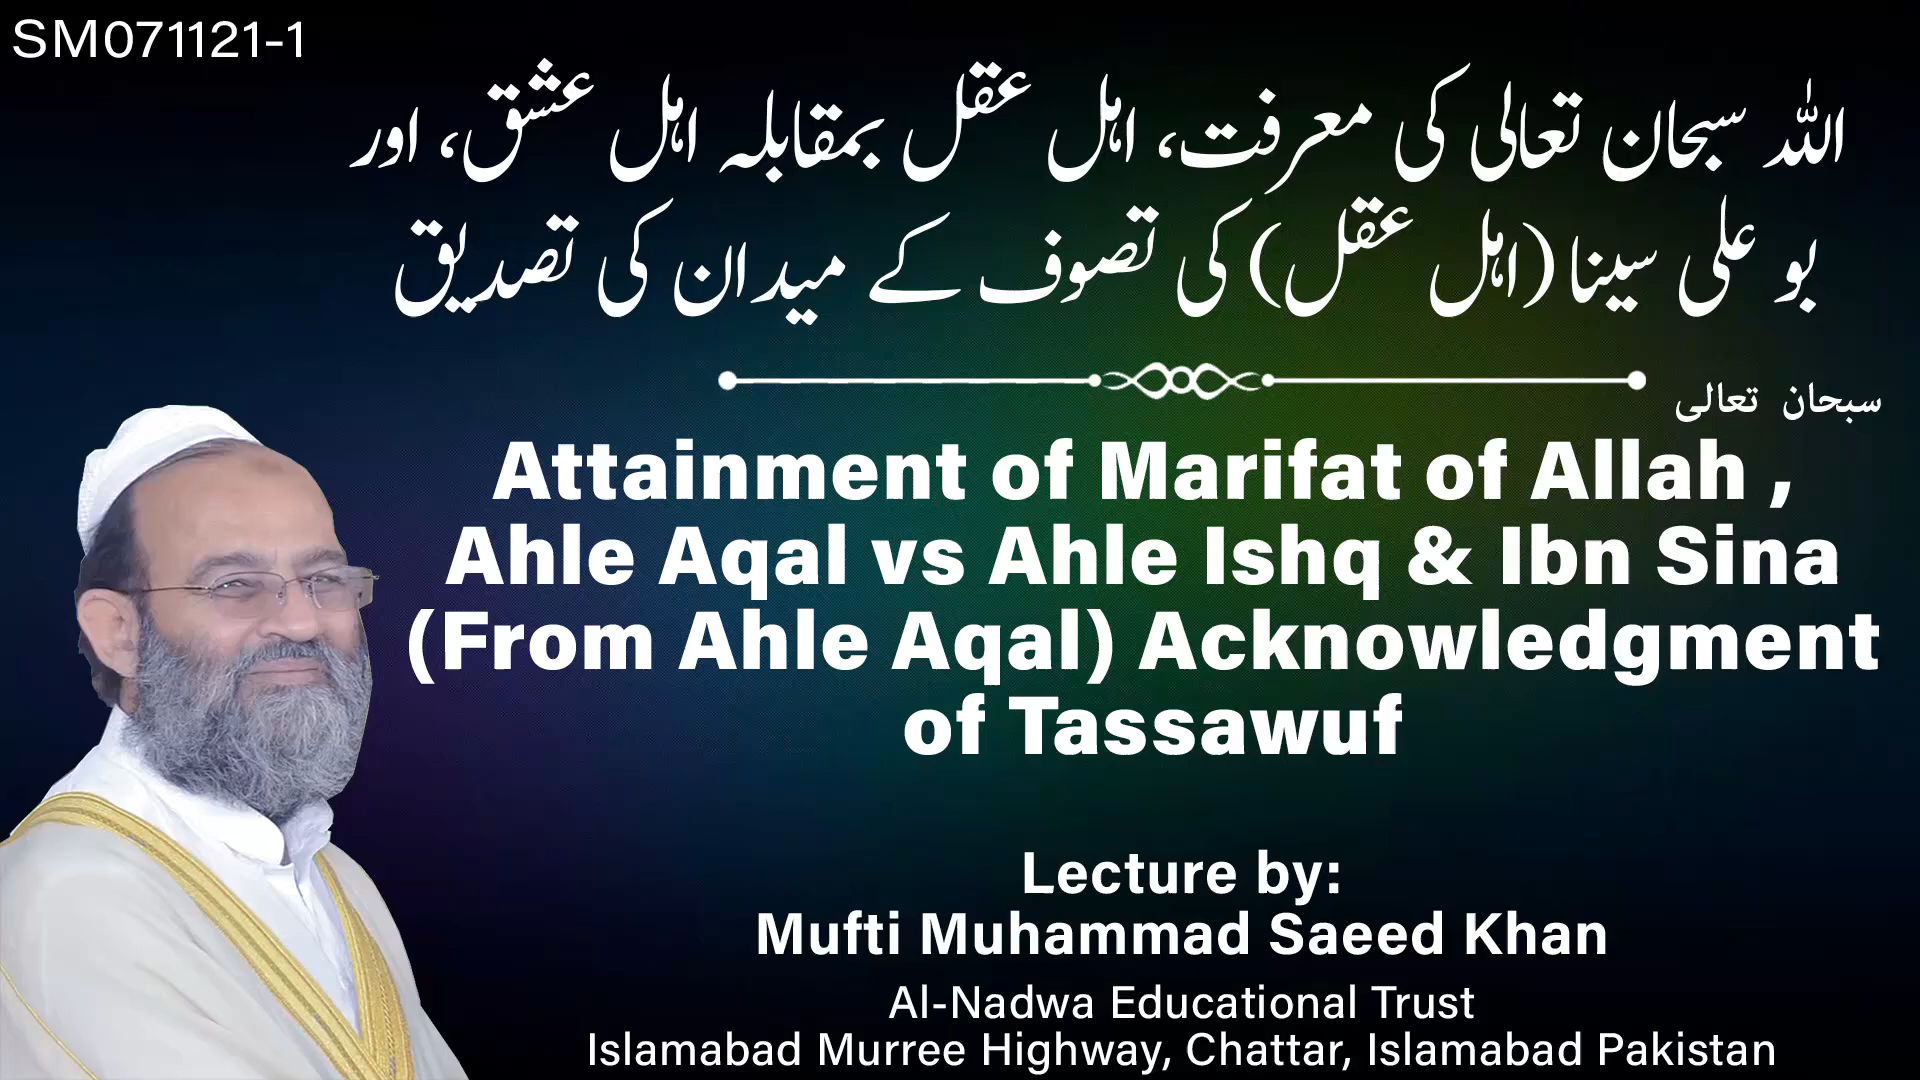 SM071121-1
اللہ سبحان تعالی کی معرفت، اہل عقل بمقابلہ اہل عشق، اور
بو علی سینا (اہل عقل) کی تصوف کے میدان کی تصدیق
سبحان تعالی
Attainment of Marifat of Allah ,
Ahle Aqal vs Ahle Ishq & Ibn Sina
(From Ahle Aqal) Acknowledgment
of Tassawuf
Lecture by:
Mufti Muhammad Saeed Khan
Al-Nadwa Educational Trust
Islamabad Murree Highway, Chattar, Islamabad Pakistan